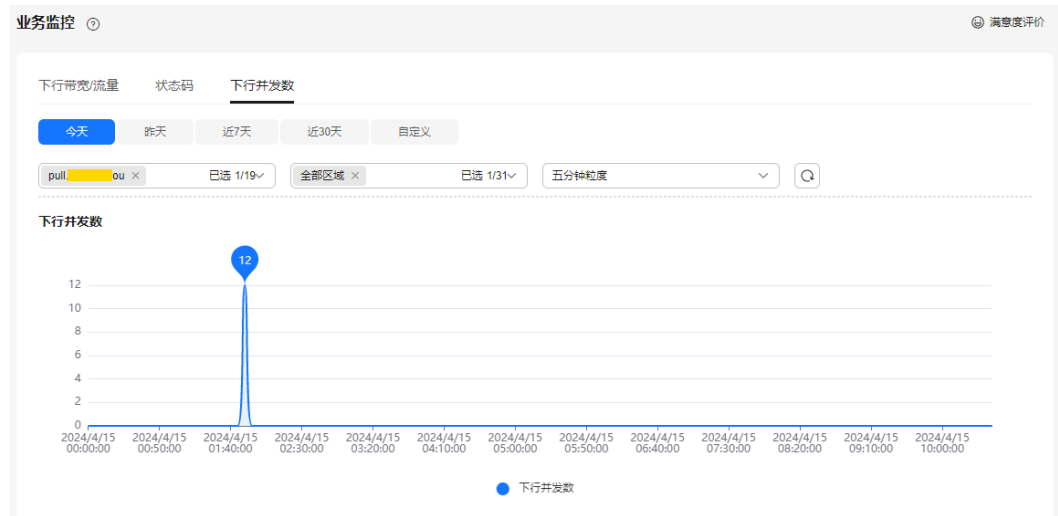 业务监控 ?
满意度评价
下行带宽/流量 状态码 下行并发数
今天 昨天 近7天 近30天 自定义
pull. ou × 已选 1/19 全部区域 × 已选 1/31 五分钟粒度
下行并发数
12
12
10
8
6
4
2
0
2024/4/15 2024/4/15 2024/4/15 2024/4/15 2024/4/15 2024/4/15 2024/4/15 2024/4/15 2024/4/15 2024/4/15 2024/4/15 2024/4/15 2024/4/15
00:00:00 00:50:00 01:40:00 02:30:00 03:20:00 04:10:00 05:00:00 05:50:00 06:40:00 07:30:00 08:20:00 09:10:00 10:00:00
下行并发数